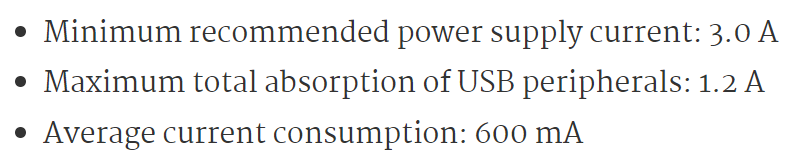 • Minimum recommended power supply current: 3.0 A
• Maximum total absorption of USB peripherals: 1.2 A
• Average current consumption: 600 mA